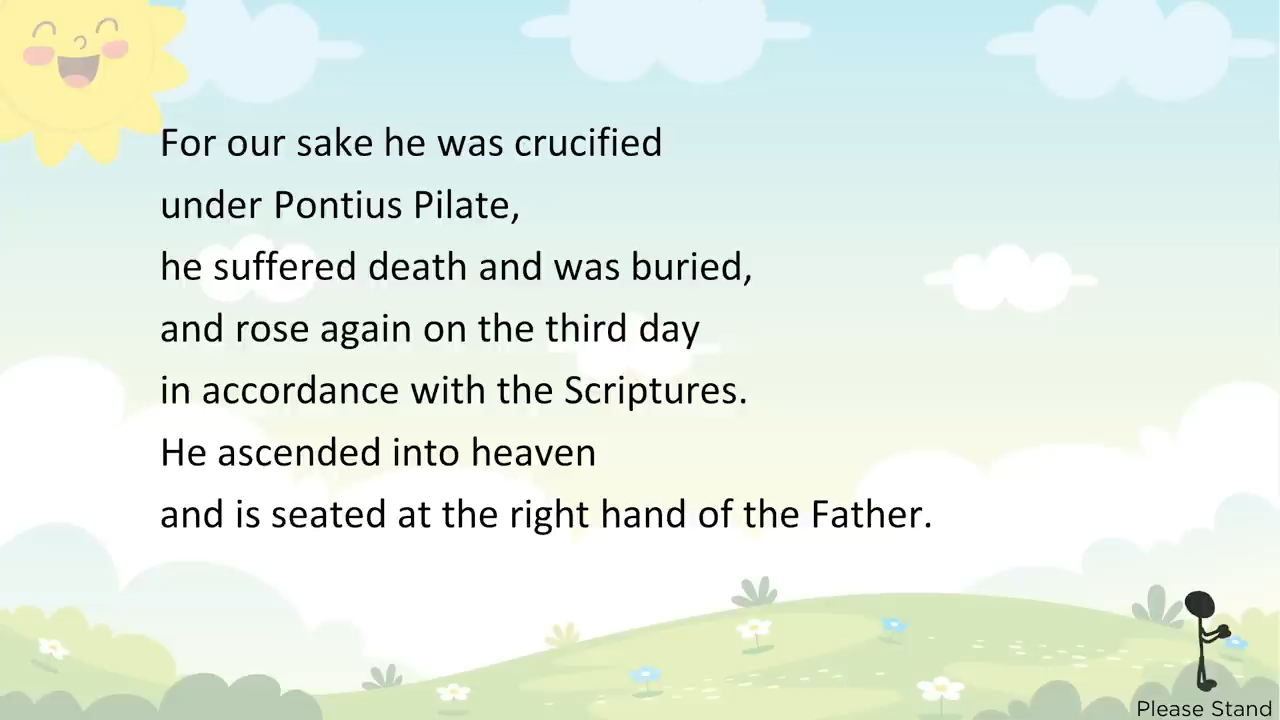 For our sake he was crucified
under Pontius Pilate,
he suffered death and was buried,
and rose again on the third day
in accordance with the Scriptures.
He ascended into heaven
and is seated at the right hand of the Father.
Please Stand